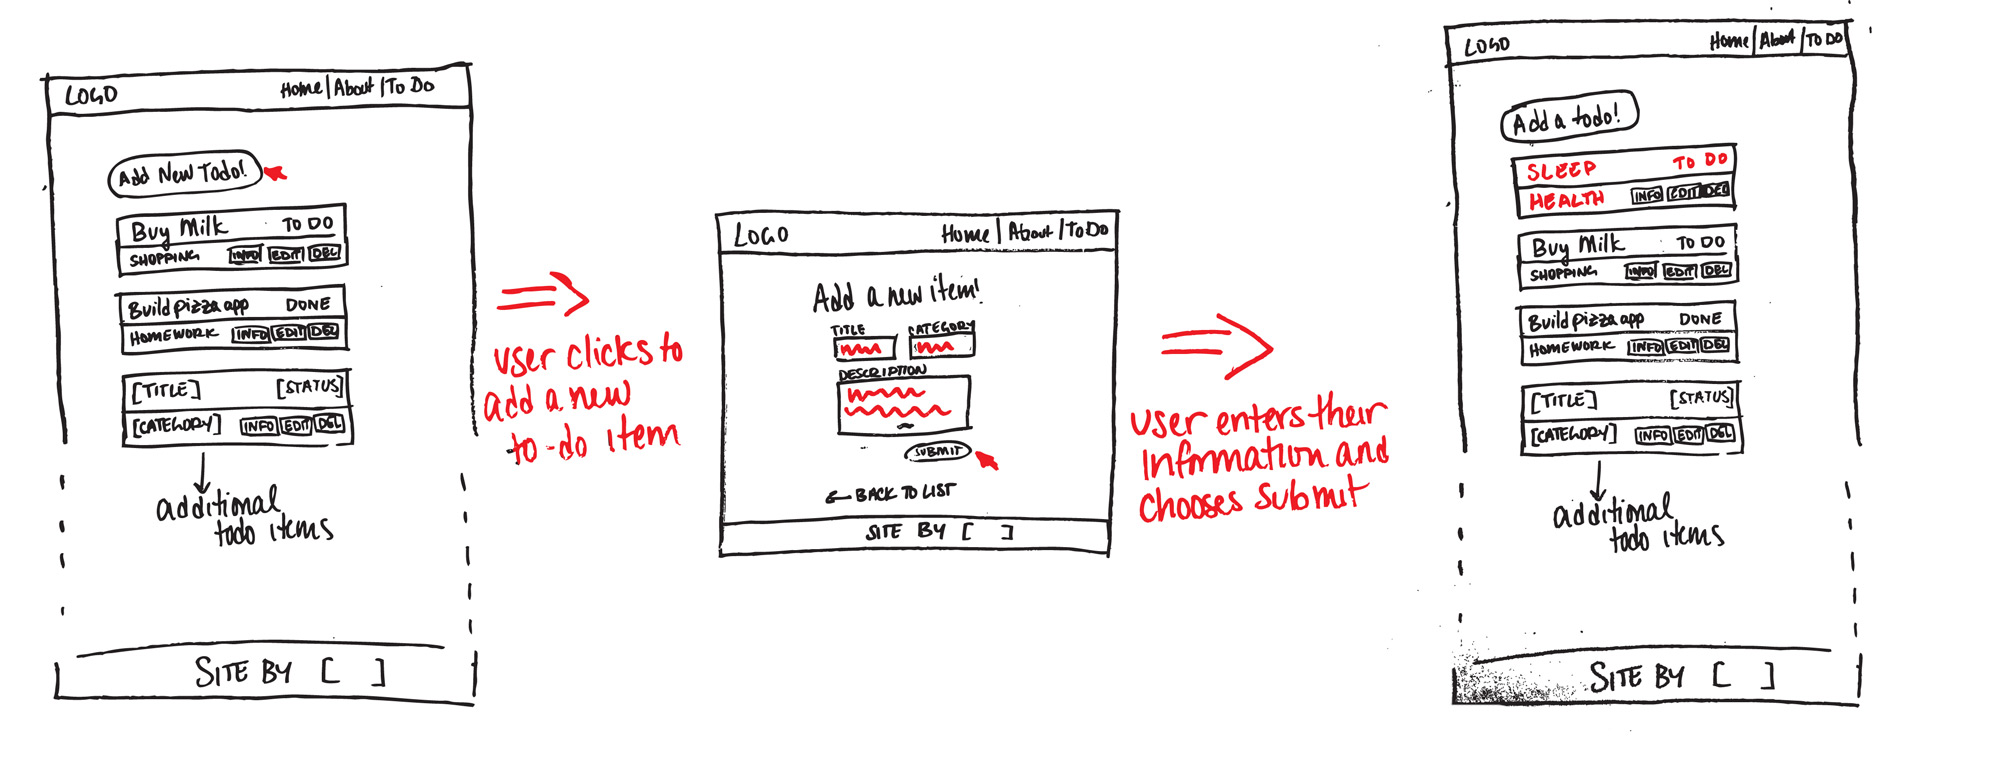 LOGO Home | About | To Do
Add New Todo!
Buy Milk TO DO
SHOPPING INFO EDIT DEL
Build pizza app DONE
HOMEWORK INFO EDIT DEL
[TITLE] [STATUS]
[CATEGORY] INFO EDIT DEL
additional
todo items
SITE BY [ ]
user clicks to
add a new
to-do item
LOGO Home | About | To Do
Add a new item!
TITLE CATEGORY
DESCRIPTION
SUBMIT
← BACK TO LIST
SITE BY [ ]
user enters their
information and
chooses submit
LOGO Home | About | To Do
Add a todo!
SLEEP TO DO
HEALTH INFO EDIT DEL
Buy Milk TO DO
SHOPPING INFO EDIT DEL
Build pizza app DONE
HOMEWORK INFO EDIT DEL
[TITLE] [STATUS]
[CATEGORY] INFO EDIT DEL
additional
todo items
SITE BY [ ]